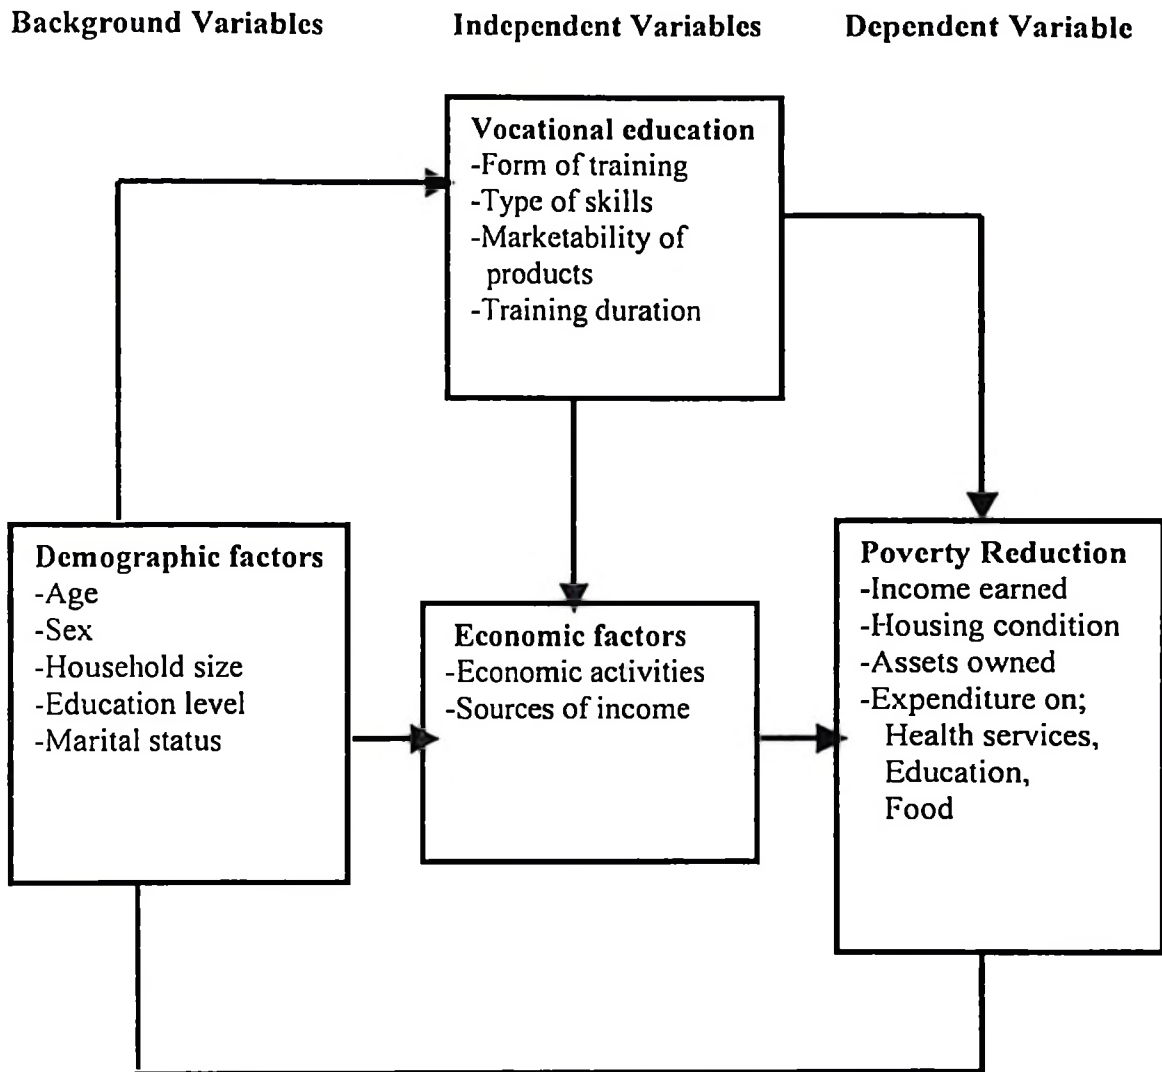 Background Variables
Independent Variables
Dependent Variable
Vocational education
-Form of training
-Type of skills
-Marketability of
products
-Training duration
Demographic factors
-Age
-Sex
-Household size
-Education level
-Marital status
Economic factors
-Economic activities
-Sources of income
Poverty Reduction
-Income earned
-Housing condition
-Assets owned
-Expenditure on;
Health services,
Education,
Food